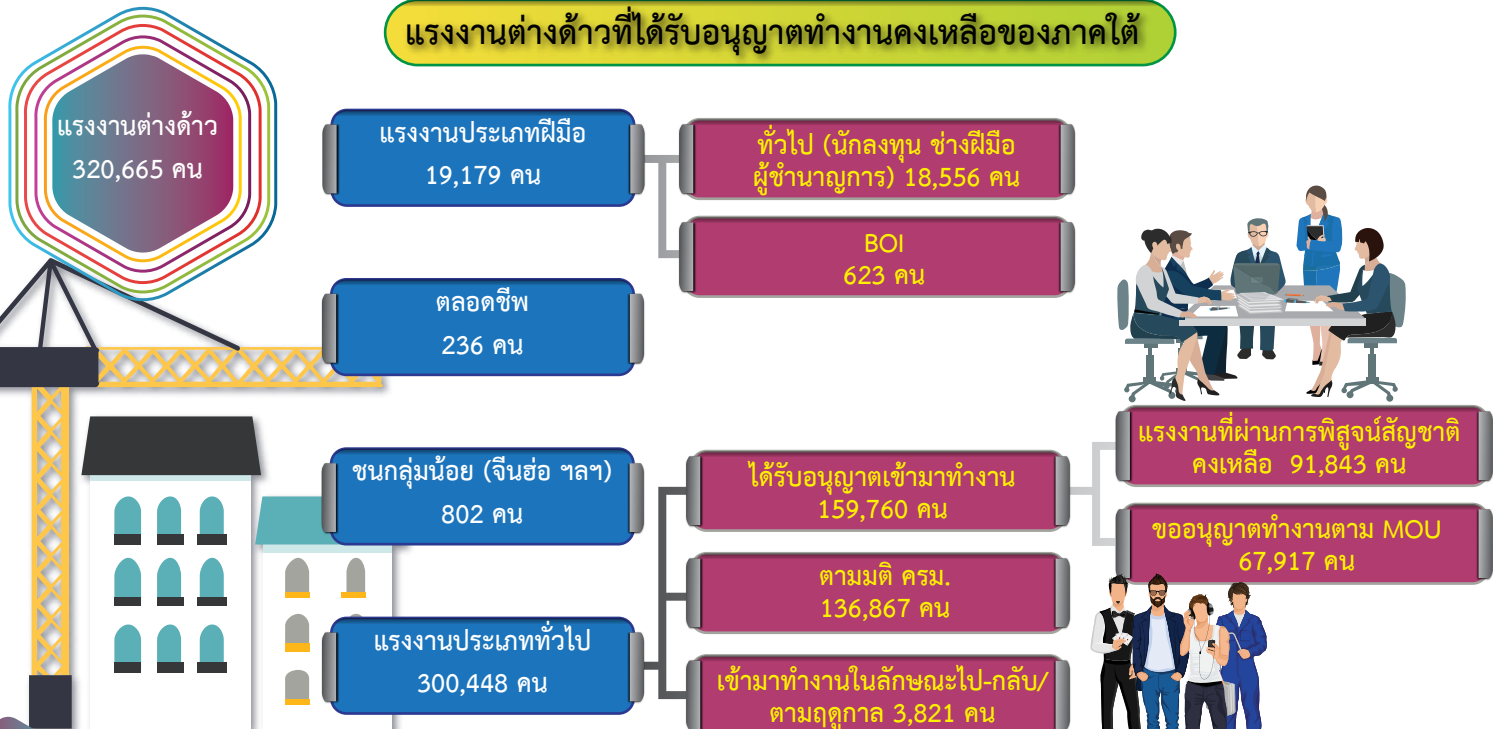 แรงงานต่างด้าวที่ได้รับอนุญาตทำงานคงเหลือของภาคใต้
แรงงานต่างด้าว
320,665 คน
แรงงานประเภทฝีมือ
19,179 คน
ทั่วไป (นักลงทุน ช่างฝีมือ
ผู้ชำนาญการ) 18,556 คน
BOI
623 คน
ตลอดชีพ
236 คน
ชนกลุ่มน้อย (จีนฮ่อ ฯลฯ)
802 คน
แรงงานประเภททั่วไป
300,448 คน
ได้รับอนุญาตเข้ามาทำงาน
159,760 คน
แรงงานที่ผ่านการพิสูจน์สัญชาติ
คงเหลือ 91,843 คน
ขออนุญาตทำงานตาม MOU
67,917 คน
ตามมติ ครม.
136,867 คน
เข้ามาทำงานในลักษณะไป-กลับ/
ตามฤดูกาล 3,821 คน